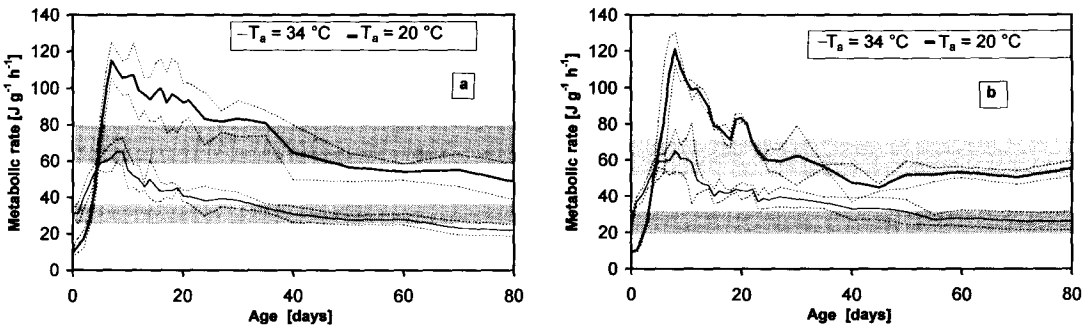 140
120
100
80
60
40
20
0
Metabolic rate [J g⁻¹ h⁻¹]
–Tₐ = 34 °C –Tₐ = 20 °C
a
0 20 40 60 80
Age [days]
140
120
100
80
60
40
20
0
Metabolic rate [J g⁻¹ h⁻¹]
–Tₐ = 34 °C –Tₐ = 20 °C
b
0 20 40 60 80
Age [days]